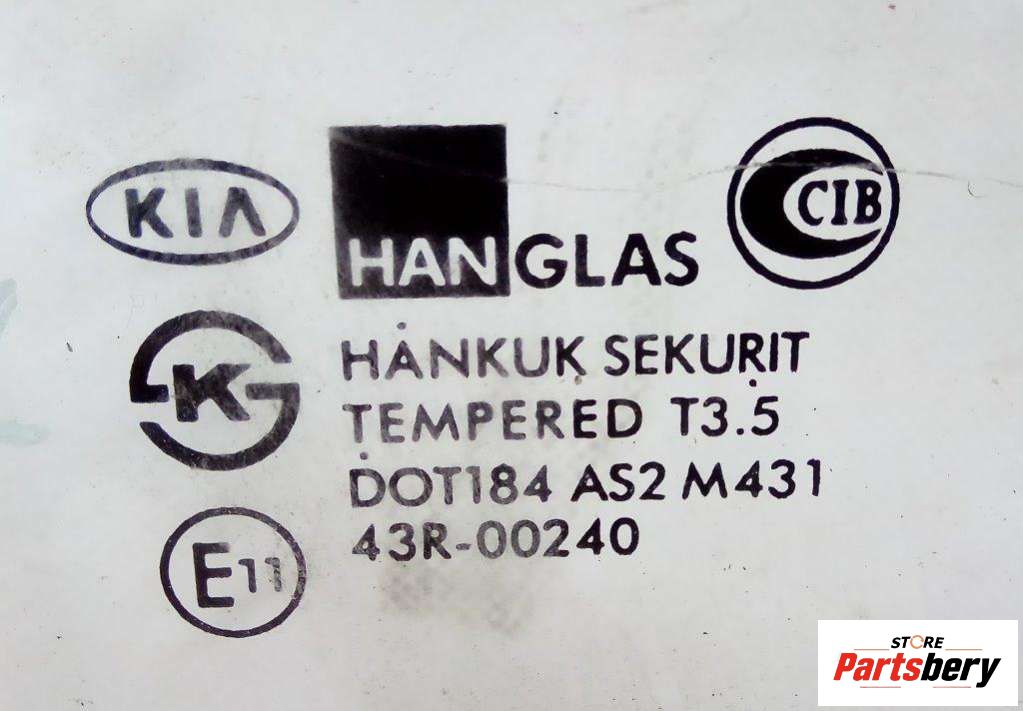 KIA
HANGLAS
CIB
K
HANKUK SEKURIT
TEMPERED T3.5
DOT184 AS2 M431
43R-00240
E11
STORE
Partsbery